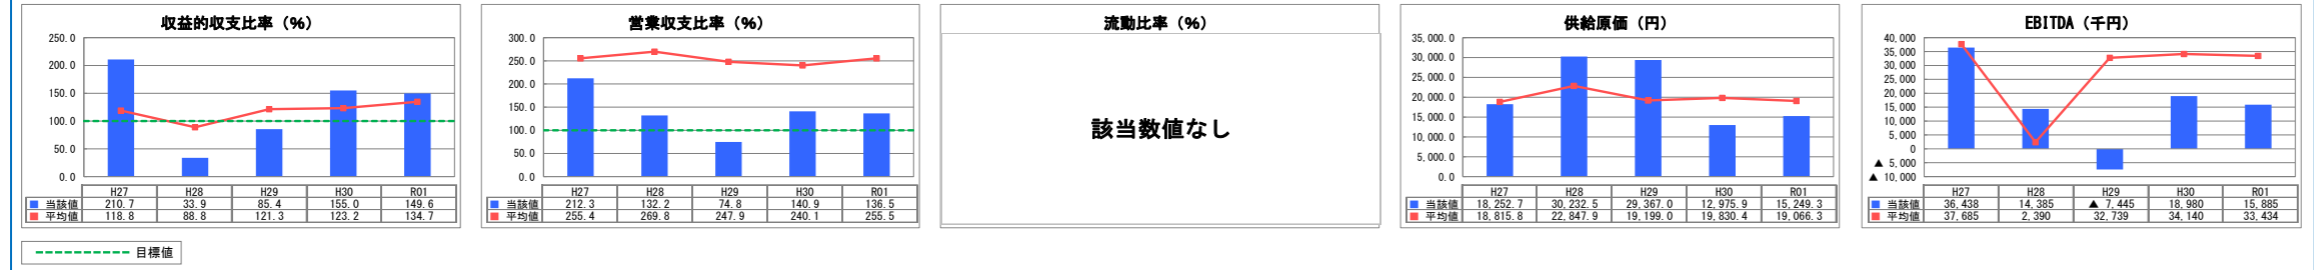 収益的収支比率（%）
250.0
200.0
150.0
100.0
50.0
0.0
H27 H28 H29 H30 R01
当該値 210.7 33.9 85.4 155.0 149.6
平均値 118.8 88.8 121.3 123.2 134.7
営業収支比率（%）
300.0
250.0
200.0
150.0
100.0
50.0
0.0
H27 H28 H29 H30 R01
当該値 212.3 132.2 74.8 140.9 136.5
平均値 255.4 269.8 247.9 240.1 255.5
流動比率（%）
該当数値なし
供給原価（円）
35,000.0
30,000.0
25,000.0
20,000.0
15,000.0
10,000.0
5,000.0
0.0
H27 H28 H29 H30 R01
当該値 18,252.7 30,232.5 29,367.0 12,975.9 15,249.3
平均値 18,815.8 22,847.9 19,199.0 19,830.4 19,066.3
EBITDA（千円）
40,000
35,000
30,000
25,000
20,000
15,000
10,000
5,000
0
▲ 5,000
▲ 10,000
H27 H28 H29 H30 R01
当該値 36,438 14,385 ▲ 7,445 18,980 15,885
平均値 37,685 2,390 32,739 34,140 33,434
目標値